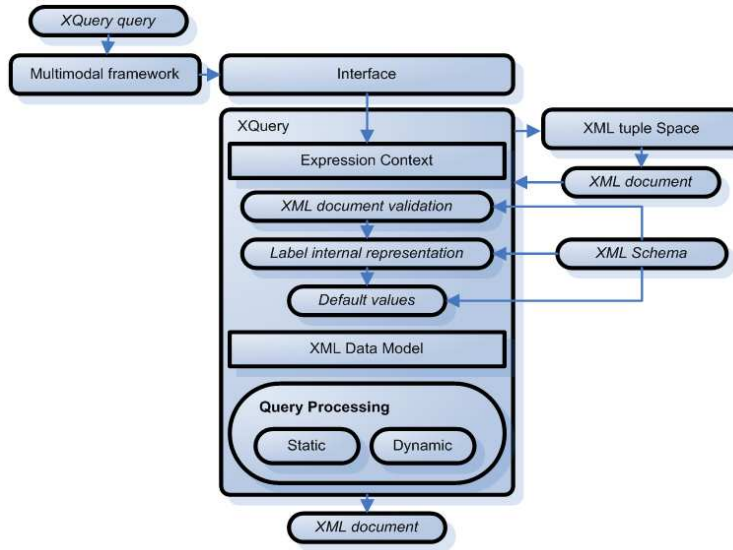 XQuery query
Multimodal framework
Interface
XQuery
XML tuple Space
Expression Context
XML document
XML document validation
Label internal representation
XML Schema
Default values
XML Data Model
Query Processing
Static
Dynamic
XML document